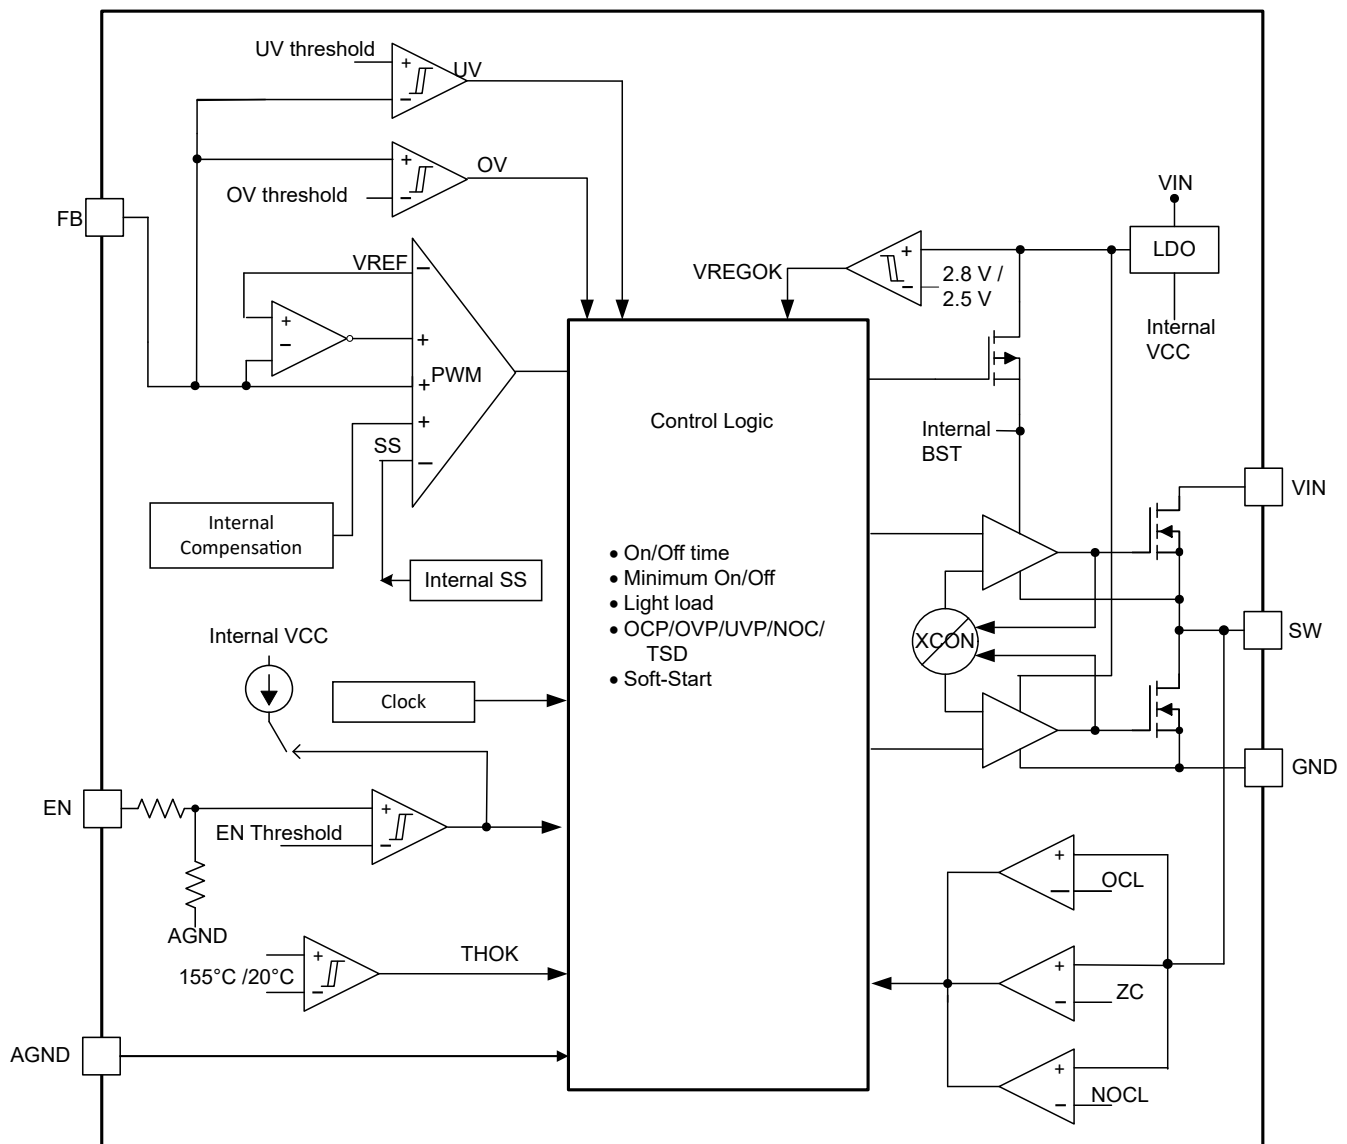 UV threshold
+
UV
−
+
OV
OV threshold
−
FB
VREF
−
+
−
+
+
PWM
+
SS
−
Internal
Compensation
Internal SS
Internal VCC
Clock
EN
+
EN Threshold
−
AGND
+
155°C /20°C
−
THOK
AGND
Control Logic
• On/Off time
• Minimum On/Off
• Light load
• OCP/OVP/UVP/NOC/
TSD
• Soft-Start
VREGOK
+
−
2.8 V /
2.5 V
VIN
LDO
Internal
VCC
Internal
BST
XCON
VIN
SW
GND
+
−
OCL
+
−
ZC
+
−
NOCL